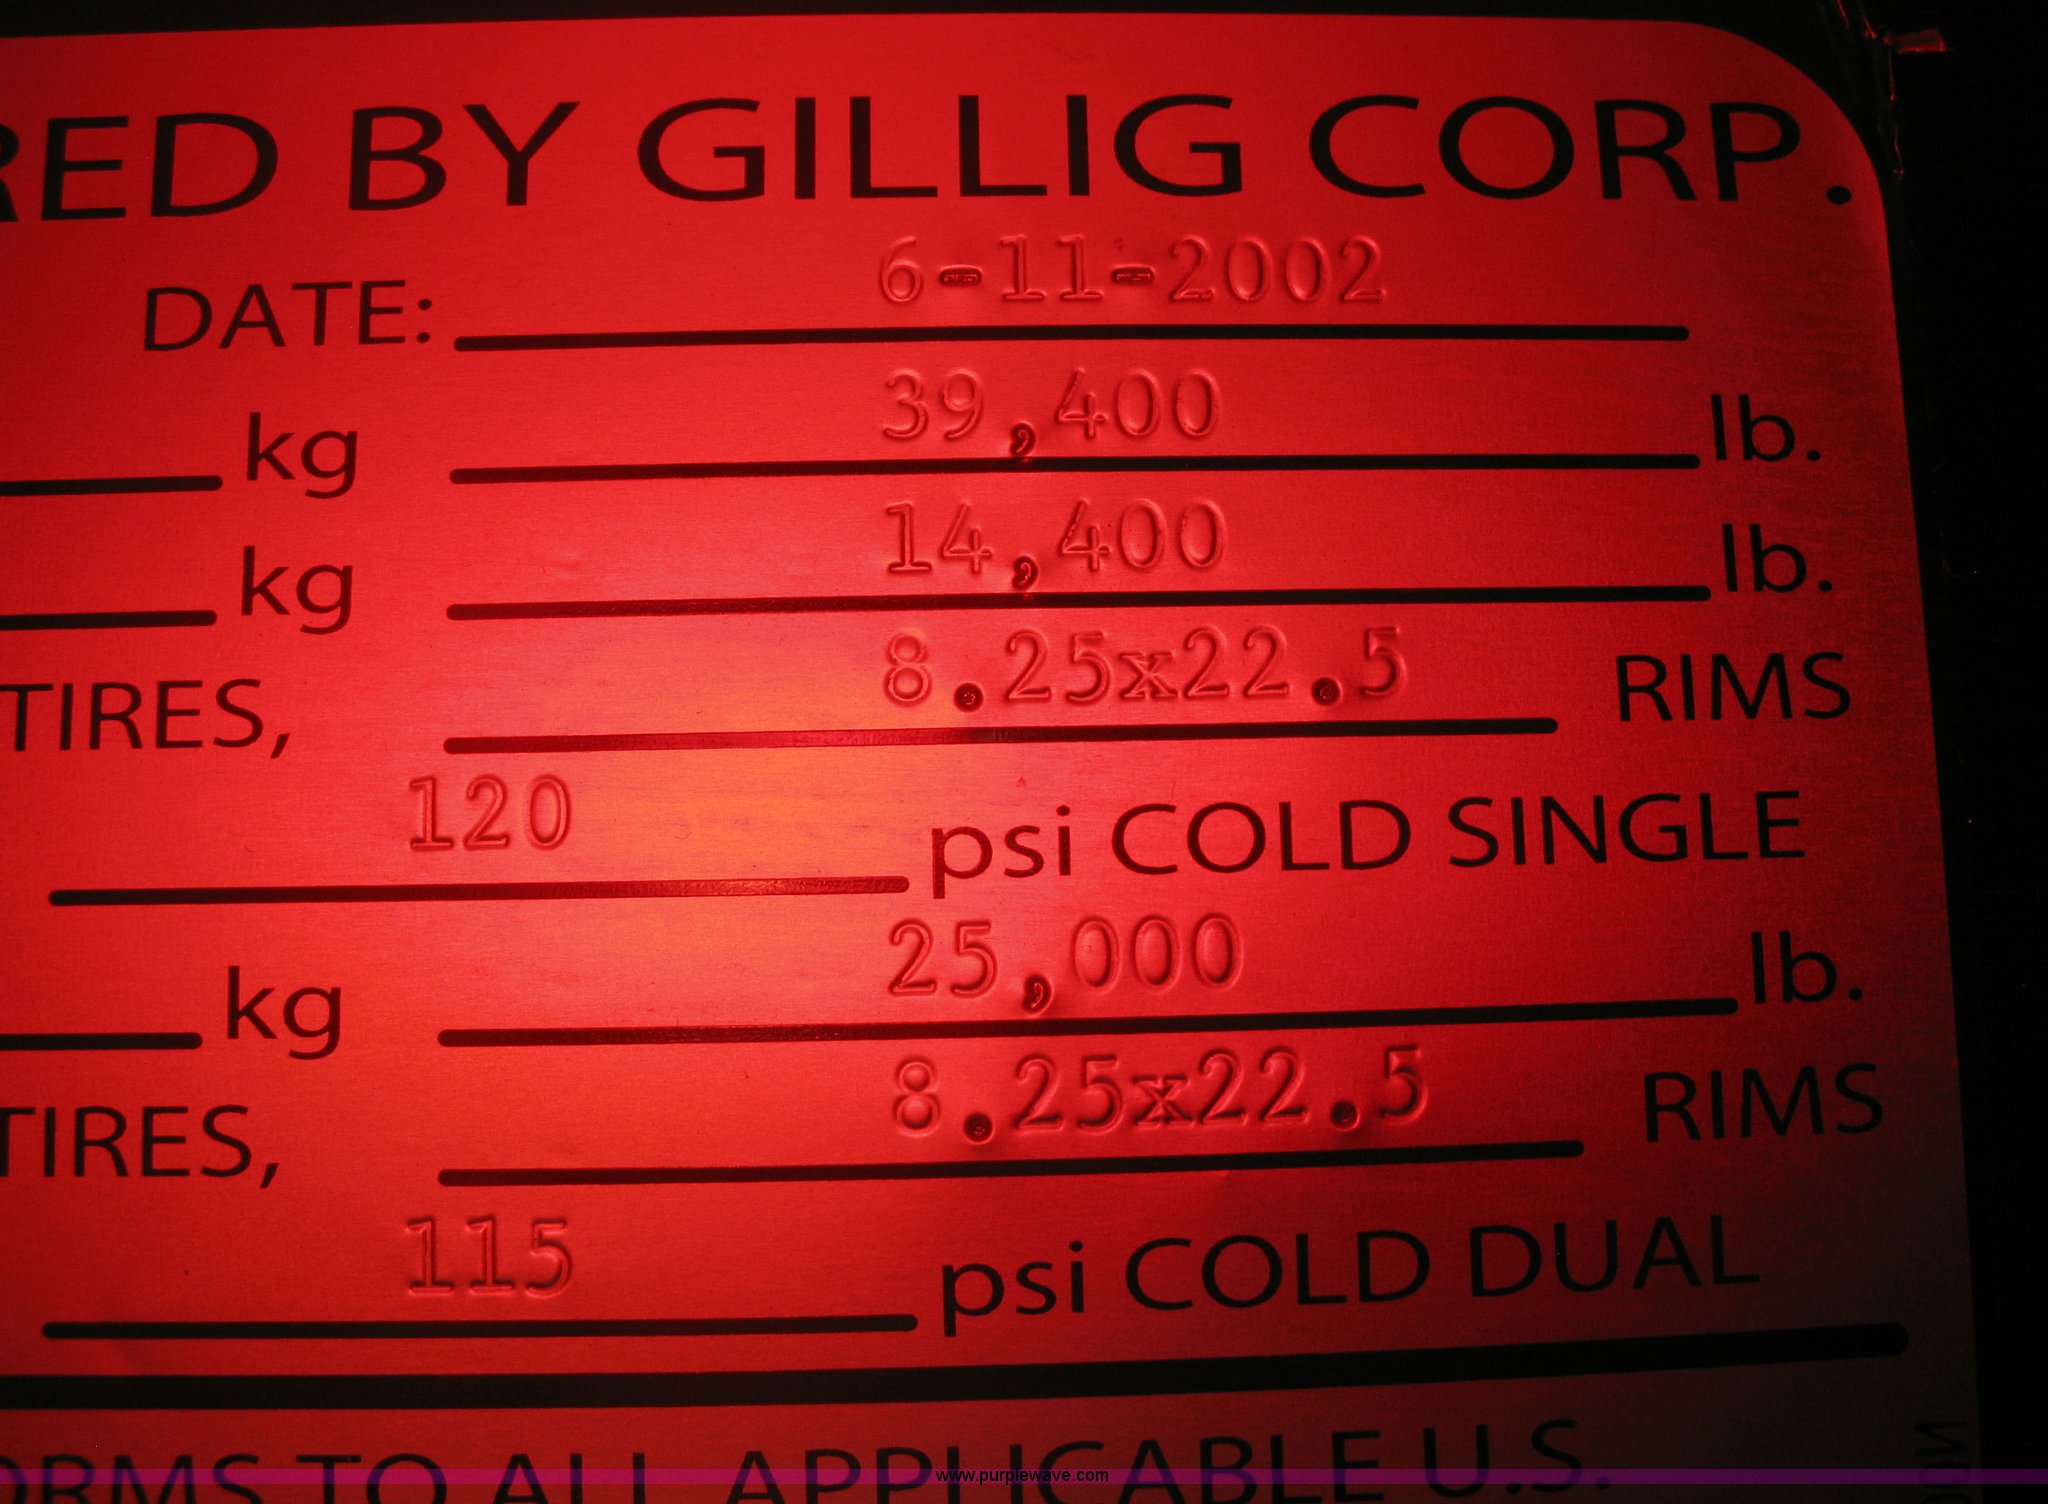 RED BY GILLIG CORP.
DATE: 6-11-2002
kg 39,400 lb.
kg 14,400 lb.
TIRES, 8.25x22.5 RIMS
120 psi COLD SINGLE
kg 25,000 lb.
TIRES, 8.25x22.5 RIMS
115 psi COLD DUAL
ORMS TO ALL APPLICABLE U.S.
www.purplewave.com